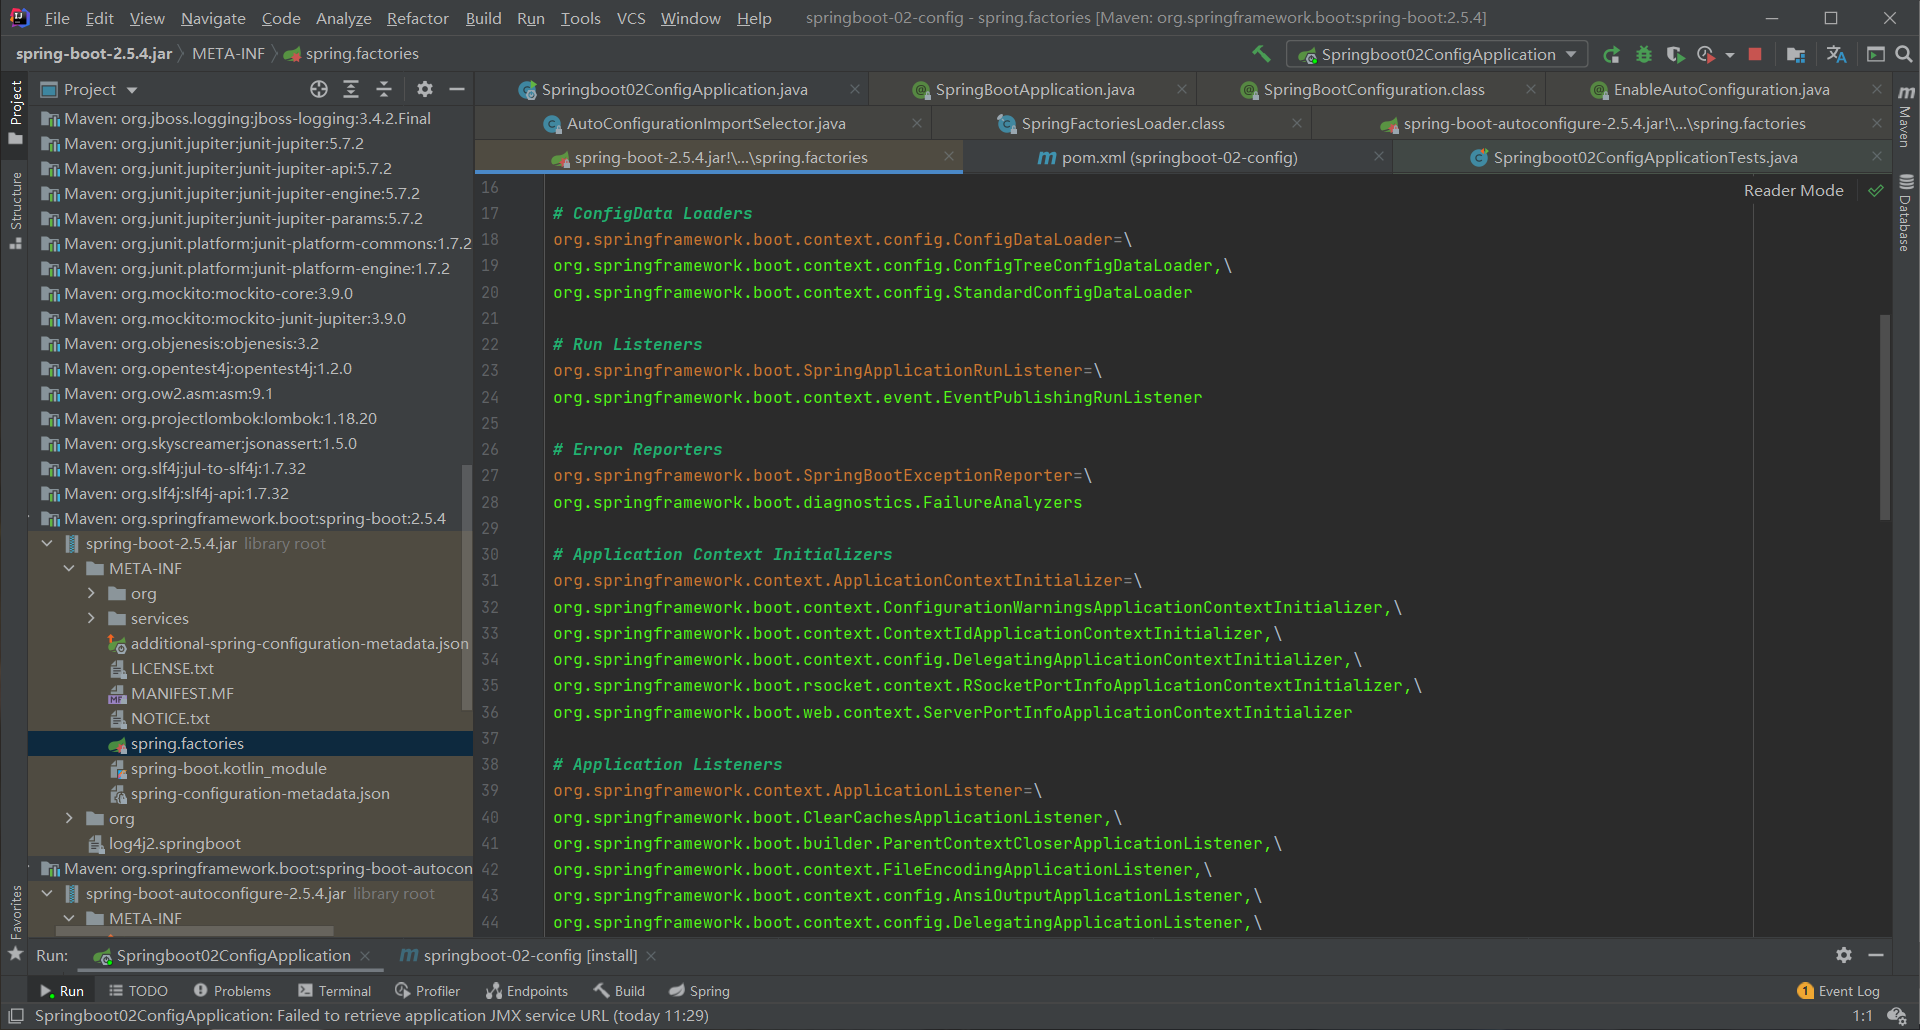 File Edit View Navigate Code Analyze Refactor Build Run Tools VCS Window Help springboot-02-config - spring.factories [Maven: org.springframework.boot:spring-boot:2.5.4]
spring-boot-2.5.4.jar META-INF spring.factories Springboot02ConfigApplication
Project
Structure
Favorites
Project
Maven: org.jboss.logging:jboss-logging:3.4.2.Final
Maven: org.junit.jupiter:junit-jupiter:5.7.2
Maven: org.junit.jupiter:junit-jupiter-api:5.7.2
Maven: org.junit.jupiter:junit-jupiter-engine:5.7.2
Maven: org.junit.jupiter:junit-jupiter-params:5.7.2
Maven: org.junit.platform:junit-platform-commons:1.7.2
Maven: org.junit.platform:junit-platform-engine:1.7.2
Maven: org.mockito:mockito-core:3.9.0
Maven: org.mockito:mockito-junit-jupiter:3.9.0
Maven: org.objenesis:objenesis:3.2
Maven: org.opentest4j:opentest4j:1.2.0
Maven: org.ow2.asm:asm:9.1
Maven: org.projectlombok:lombok:1.18.20
Maven: org.skyscreamer:jsonassert:1.5.0
Maven: org.slf4j:jul-to-slf4j:1.7.32
Maven: org.slf4j:slf4j-api:1.7.32
Maven: org.springframework.boot:spring-boot:2.5.4
spring-boot-2.5.4.jar library root
META-INF
org
services
additional-spring-configuration-metadata.json
LICENSE.txt
MANIFEST.MF
NOTICE.txt
spring.factories
spring-boot.kotlin_module
spring-configuration-metadata.json
org
log4j2.springboot
Maven: org.springframework.boot:spring-boot-autocon
spring-boot-autoconfigure-2.5.4.jar library root
META-INF
Springboot02ConfigApplication.java SpringBootApplication.java SpringBootConfiguration.class EnableAutoConfiguration.java
AutoConfigurationImportSelector.java SpringFactoriesLoader.class spring-boot-autoconfigure-2.5.4.jar!\...\spring.factories
spring-boot-2.5.4.jar!\...\spring.factories pom.xml (springboot-02-config) Springboot02ConfigApplicationTests.java
Reader Mode
16
17 # ConfigData Loaders
18 org.springframework.boot.context.config.ConfigDataLoader=\
19 org.springframework.boot.context.config.ConfigTreeConfigDataLoader,\
20 org.springframework.boot.context.config.StandardConfigDataLoader
21
22 # Run Listeners
23 org.springframework.boot.SpringApplicationRunListener=\
24 org.springframework.boot.context.event.EventPublishingRunListener
25
26 # Error Reporters
27 org.springframework.boot.SpringBootExceptionReporter=\
28 org.springframework.boot.diagnostics.FailureAnalyzers
29
30 # Application Context Initializers
31 org.springframework.context.ApplicationContextInitializer=\
32 org.springframework.boot.context.ConfigurationWarningsApplicationContextInitializer,\
33 org.springframework.boot.context.ContextIdApplicationContextInitializer,\
34 org.springframework.boot.context.config.DelegatingApplicationContextInitializer,\
35 org.springframework.boot.rsocket.context.RSocketPortInfoApplicationContextInitializer,\
36 org.springframework.boot.web.context.ServerPortInfoApplicationContextInitializer
37
38 # Application Listeners
39 org.springframework.context.ApplicationListener=\
40 org.springframework.boot.ClearCachesApplicationListener,\
41 org.springframework.boot.builder.ParentContextCloserApplicationListener,\
42 org.springframework.boot.context.FileEncodingApplicationListener,\
43 org.springframework.boot.context.config.AnsiOutputApplicationListener,\
44 org.springframework.boot.context.config.DelegatingApplicationListener,\
Maven
Database
Run: Springboot02ConfigApplication springboot-02-config [install]
Run TODO Problems Terminal Profiler Endpoints Build Spring 1 Event Log
Springboot02ConfigApplication: Failed to retrieve application JMX service URL (today 11:29) 1:1